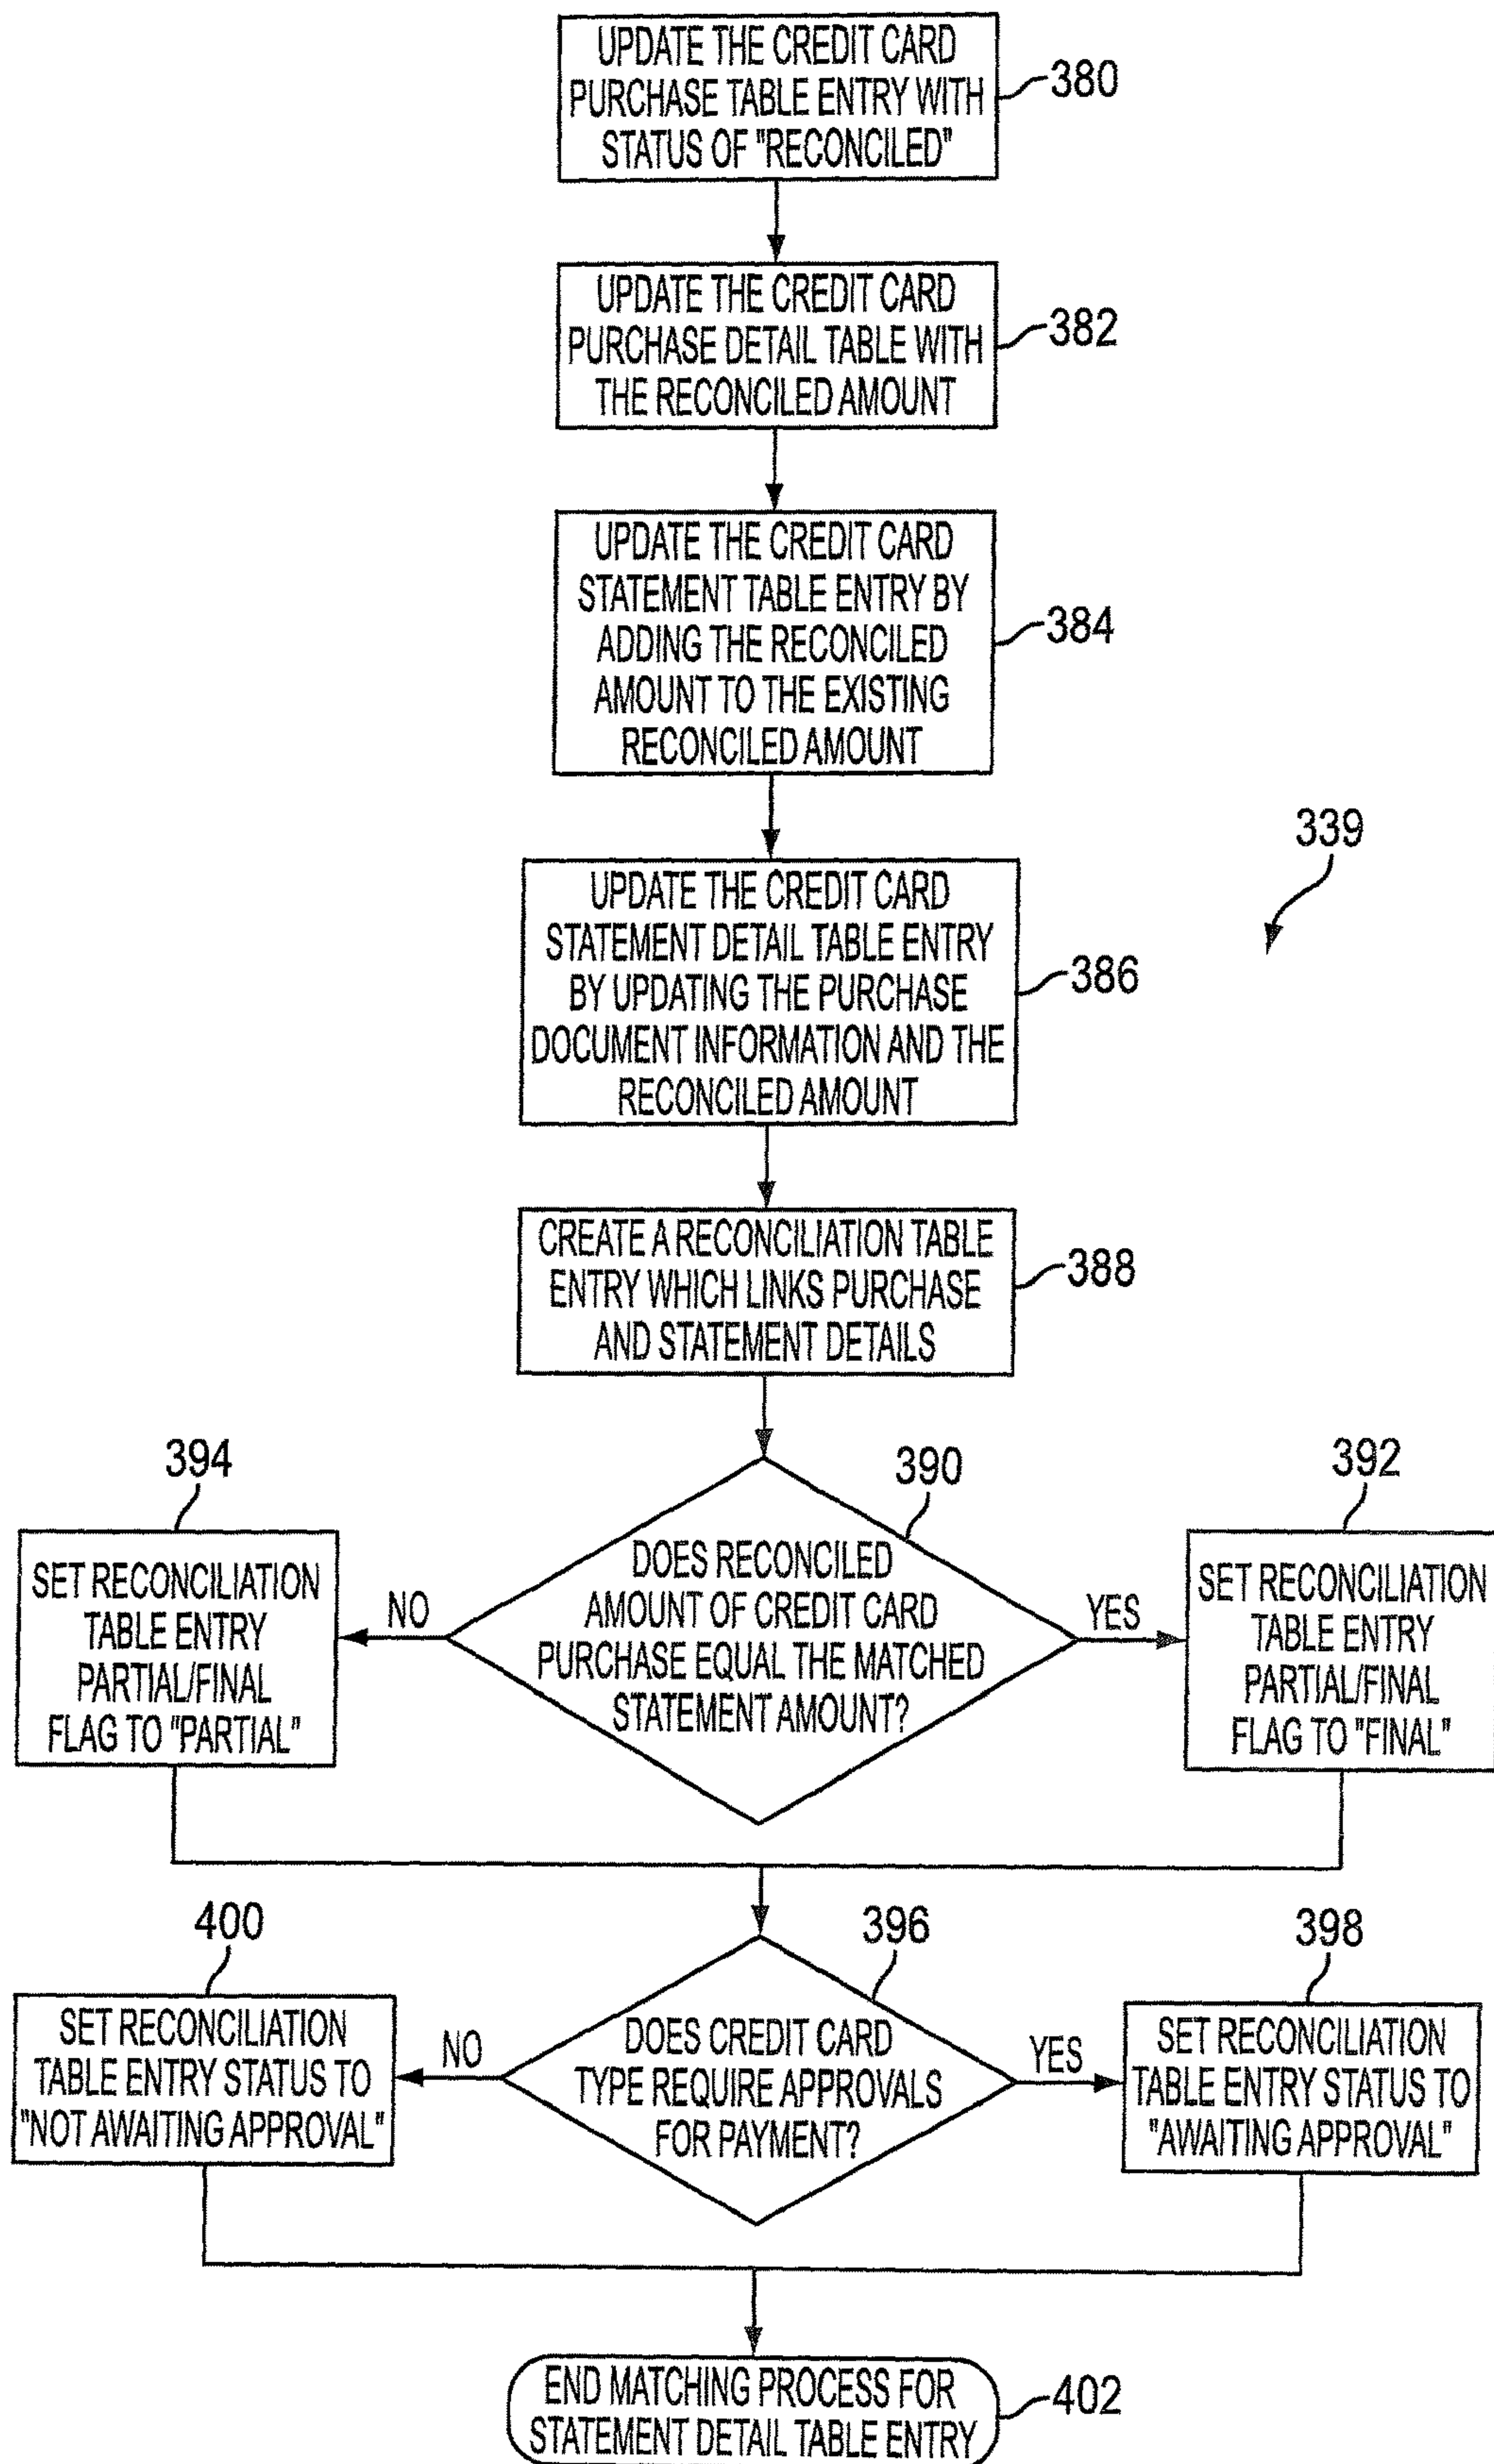 UPDATE THE CREDIT CARD
PURCHASE TABLE ENTRY WITH
STATUS OF "RECONCILED"
380
UPDATE THE CREDIT CARD
PURCHASE DETAIL TABLE WITH
THE RECONCILED AMOUNT
382
UPDATE THE CREDIT CARD
STATEMENT TABLE ENTRY BY
ADDING THE RECONCILED
AMOUNT TO THE EXISTING
RECONCILED AMOUNT
384
339
UPDATE THE CREDIT CARD
STATEMENT DETAIL TABLE ENTRY
BY UPDATING THE PURCHASE
DOCUMENT INFORMATION AND THE
RECONCILED AMOUNT
386
CREATE A RECONCILIATION TABLE
ENTRY WHICH LINKS PURCHASE
AND STATEMENT DETAILS
388
394
SET RECONCILIATION
TABLE ENTRY
PARTIAL/FINAL
FLAG TO "PARTIAL"
NO
390
DOES RECONCILED
AMOUNT OF CREDIT CARD
PURCHASE EQUAL THE MATCHED
STATEMENT AMOUNT?
YES
392
SET RECONCILIATION
TABLE ENTRY
PARTIAL/FINAL
FLAG TO "FINAL"
400
SET RECONCILIATION
TABLE ENTRY STATUS TO
"NOT AWAITING APPROVAL"
NO
396
DOES CREDIT CARD
TYPE REQUIRE APPROVALS
FOR PAYMENT?
YES
398
SET RECONCILIATION
TABLE ENTRY STATUS TO
"AWAITING APPROVAL"
END MATCHING PROCESS FOR
STATEMENT DETAIL TABLE ENTRY
402